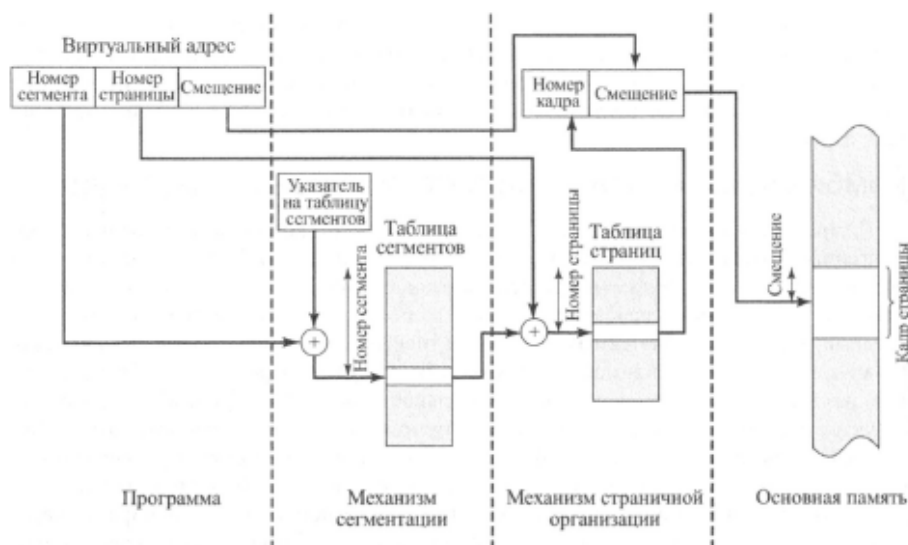 Виртуальный адрес
Номер
сегмента
Номер
страницы
Смещение
Номер
кадра
Смещение
Указатель
на таблицу
сегментов
Таблица
сегментов
Номер сегмента
Номер страницы
Таблица
страниц
Смещение
Кадр страницы
Программа
Механизм
сегментации
Механизм страничной
организации
Основная память